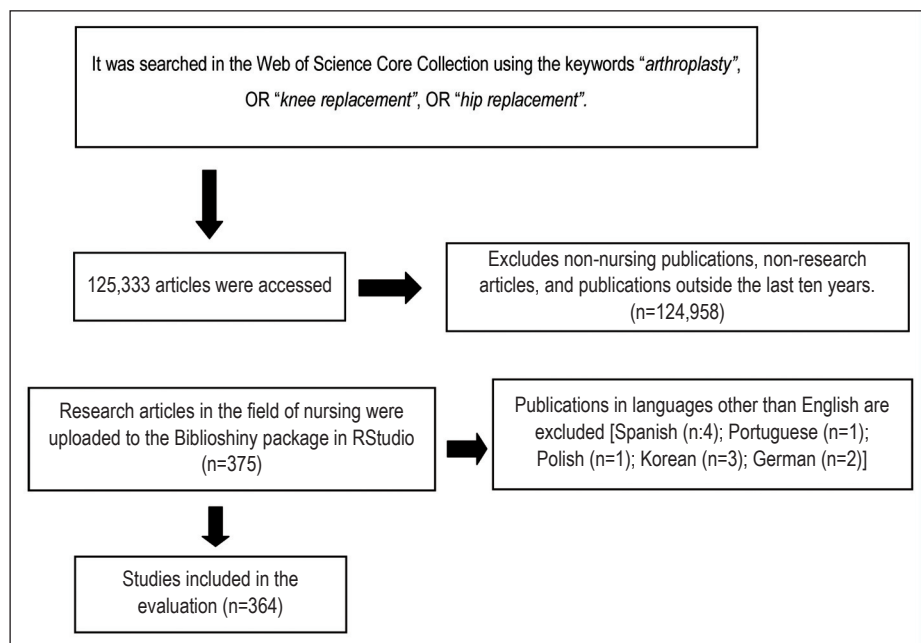 It was searched in the Web of Science Core Collection using the keywords “arthroplasty”,
OR “knee replacement”, OR “hip replacement”.
125,333 articles were accessed
Excludes non-nursing publications, non-research
articles, and publications outside the last ten years.
(n=124,958)
Research articles in the field of nursing were
uploaded to the Biblioshiny package in RStudio
(n=375)
Publications in languages other than English are
excluded [Spanish (n:4); Portuguese (n=1);
Polish (n=1); Korean (n=3); German (n=2)]
Studies included in the
evaluation (n=364)